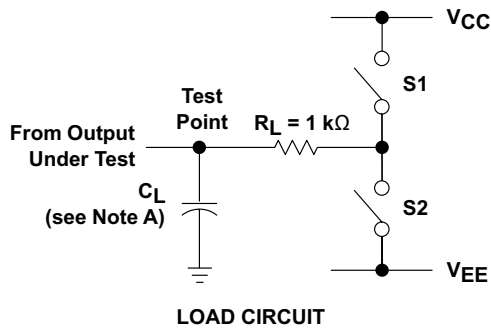 VCC
S1
Test
Point
RL = 1 kΩ
From Output
Under Test
CL
(see Note A)
S2
VEE
LOAD CIRCUIT